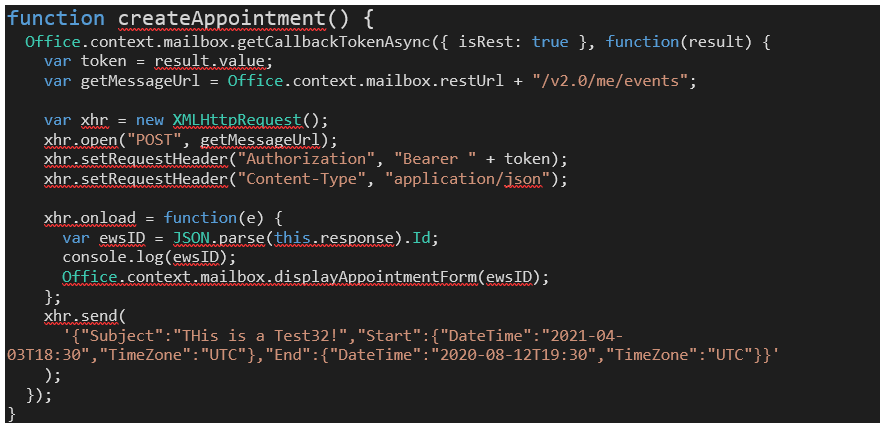 function createAppointment() {
Office.context.mailbox.getCallbackTokenAsync({ isRest: true }, function(result) {
var token = result.value;
var getMessageUrl = Office.context.mailbox.restUrl + "/v2.0/me/events";
var xhr = new XMLHttpRequest();
xhr.open("POST", getMessageUrl);
xhr.setRequestHeader("Authorization", "Bearer " + token);
xhr.setRequestHeader("Content-Type", "application/json");
xhr.onload = function(e) {
var ewsID = JSON.parse(this.response).Id;
console.log(ewsID);
Office.context.mailbox.displayAppointmentForm(ewsID);
};
xhr.send(
'{"Subject":"THis is a Test32!","Start":{"DateTime":"2021-04-
03T18:30","TimeZone":"UTC"},"End":{"DateTime":"2020-08-12T19:30","TimeZone":"UTC"}}'
);
});
}